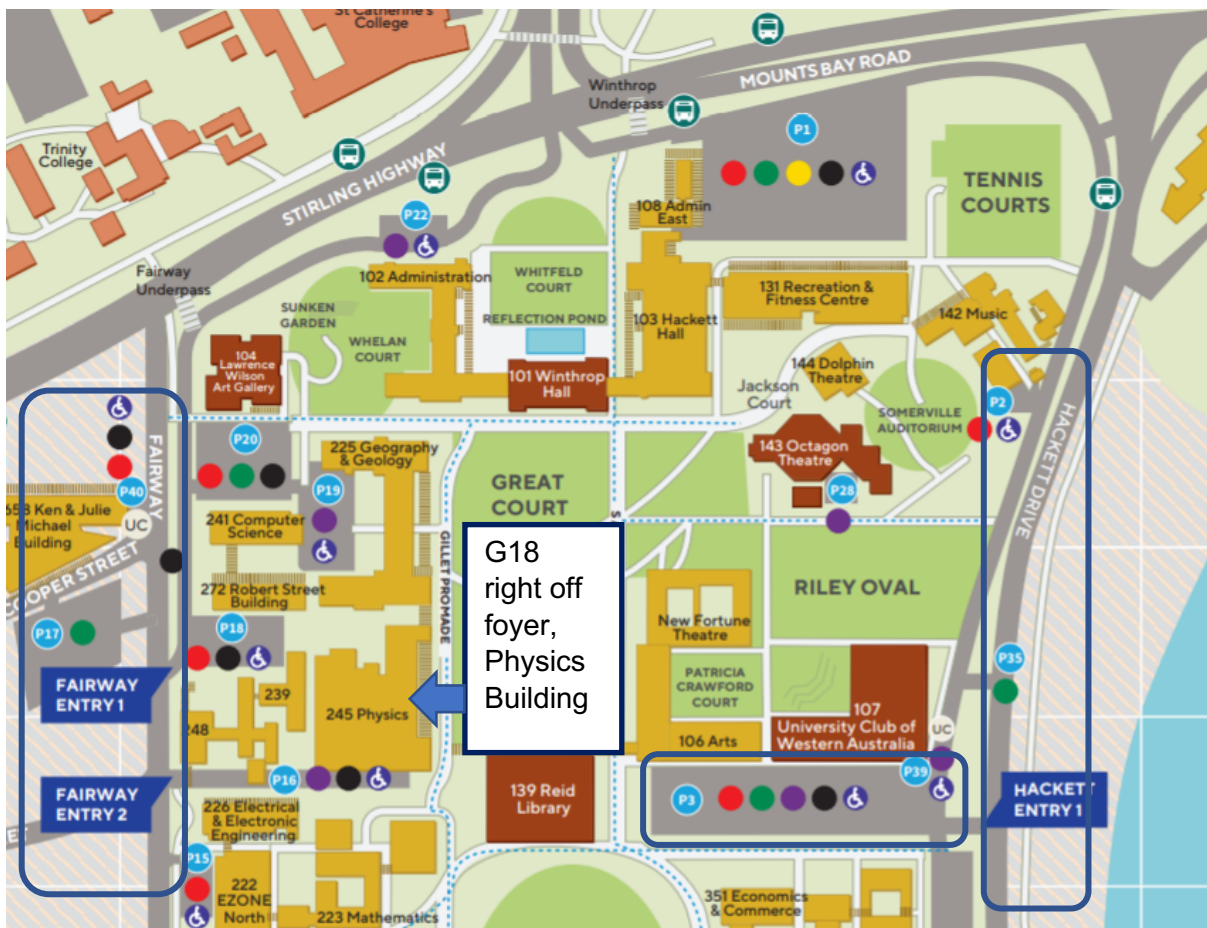 St Catherine's
College
Winthrop
Underpass
MOUNTS BAY ROAD
P1
Trinity
College
STIRLING HIGHWAY
TENNIS
COURTS
P22
108 Admin
East
Fairway
Underpass
102 Administration
WHITFELD
COURT
131 Recreation &
Fitness Centre
SUNKEN
GARDEN
REFLECTION POND
103 Hackett
Hall
142 Music
WHELAN
COURT
104
Lawrence
Wilson
Art Gallery
101 Winthrop
Hall
144 Dolphin
Theatre
Jackson
Court
P2
SOMERVILLE
AUDITORIUM
HACKETT DRIVE
FAIRWAY
P20
225 Geography
& Geology
143 Octagon
Theatre
P40
P19
GREAT
COURT
P28
658 Ken & Julie
Michael
Building
UC
241 Computer
Science
S
COOPER STREET
GILLET PROMADE
G18
right off
foyer,
Physics
Building
272 Robert Street
Building
RILEY OVAL
P17
P18
New Fortune
Theatre
P35
FAIRWAY
ENTRY 1
239
PATRICIA
CRAWFORD
COURT
248
245 Physics
107
University Club of
Western Australia
UC
106 Arts
P16
P39
FAIRWAY
ENTRY 2
139 Reid
Library
P3
HACKETT
ENTRY 1
226 Electrical
& Electronic
Engineering
P15
222
EZONE
North
223 Mathematics
351 Economics
& Commerce